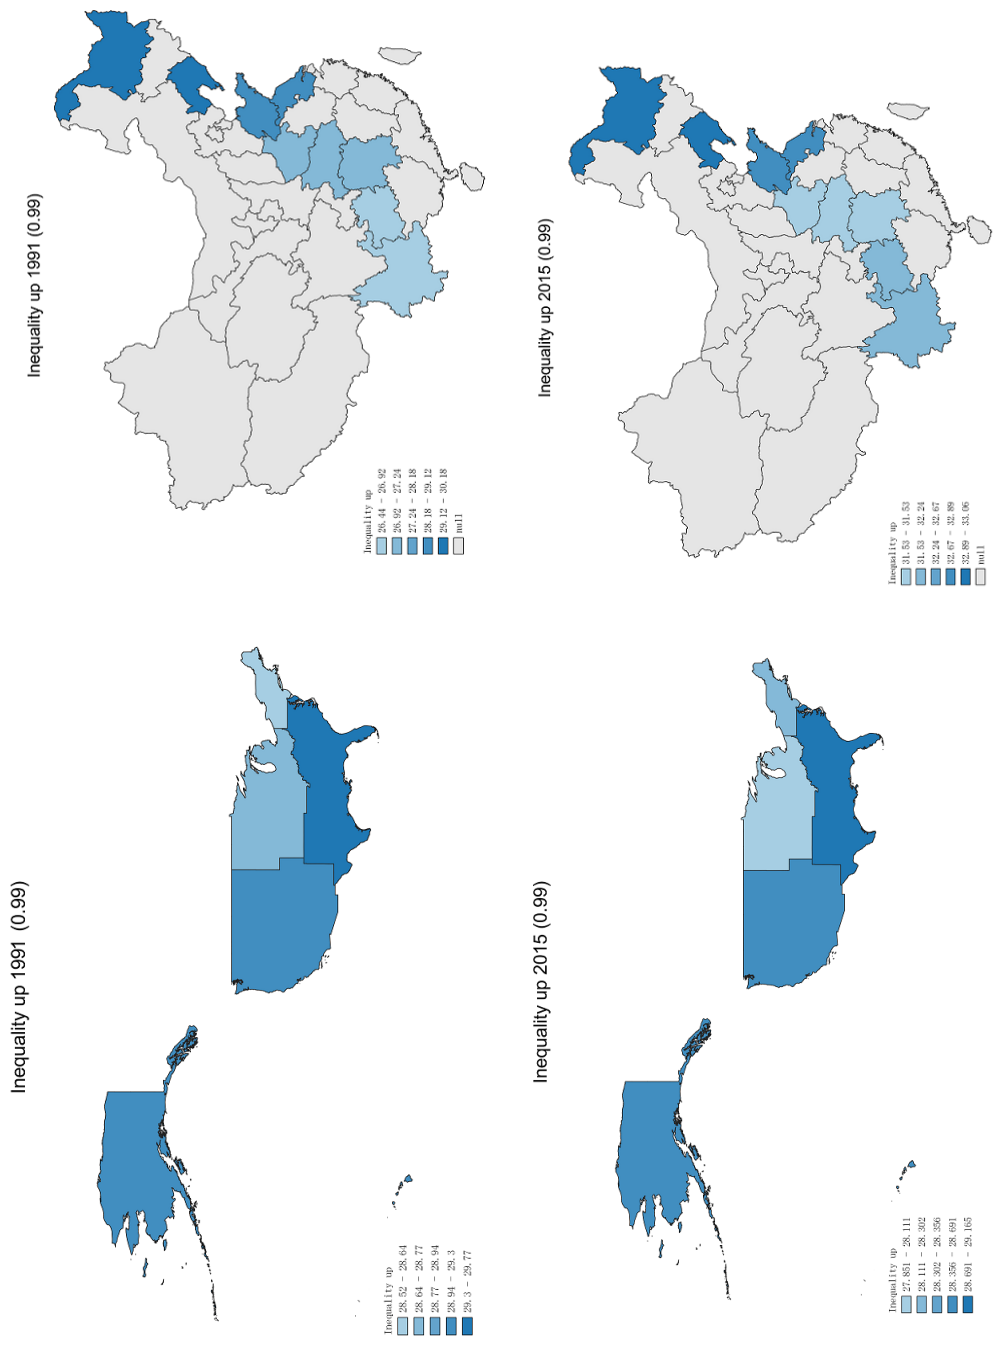 Inequality up 1991 (0.99)
Inequality up
26.44 - 26.92
26.92 - 27.24
27.24 - 28.18
28.18 - 29.12
29.12 - 30.18
null
Inequality up 2015 (0.99)
Inequality up
31.53 - 31.53
31.53 - 32.24
32.24 - 32.67
32.67 - 32.89
32.89 - 33.06
null
Inequality up 1991 (0.99)
Inequality up
28.52 - 28.64
28.64 - 28.77
28.77 - 28.94
28.94 - 29.3
29.3 - 29.77
Inequality up 2015 (0.99)
Inequality up
27.851 - 28.111
28.111 - 28.302
28.302 - 28.356
28.356 - 28.691
28.691 - 29.165